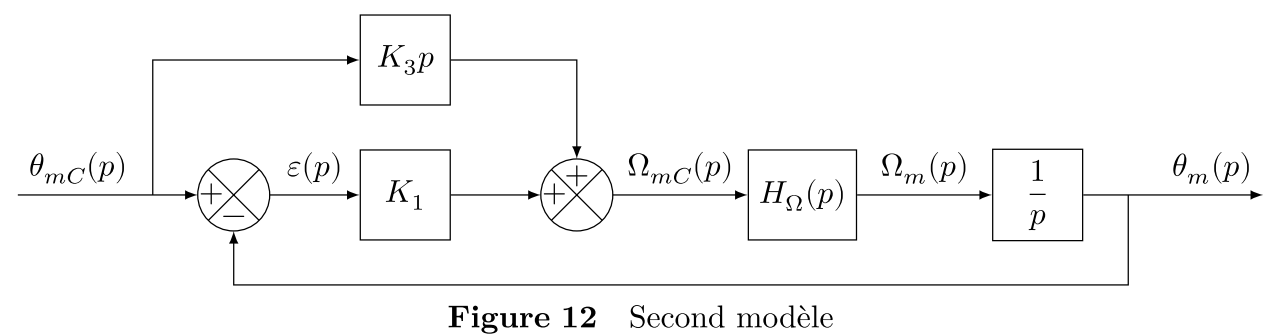 K₃p
θ_mC(p)
+
−
ε(p)
K₁
+
+
Ω_mC(p)
H_Ω(p)
Ω_m(p)
1/p
θ_m(p)
Figure 12 Second modèle